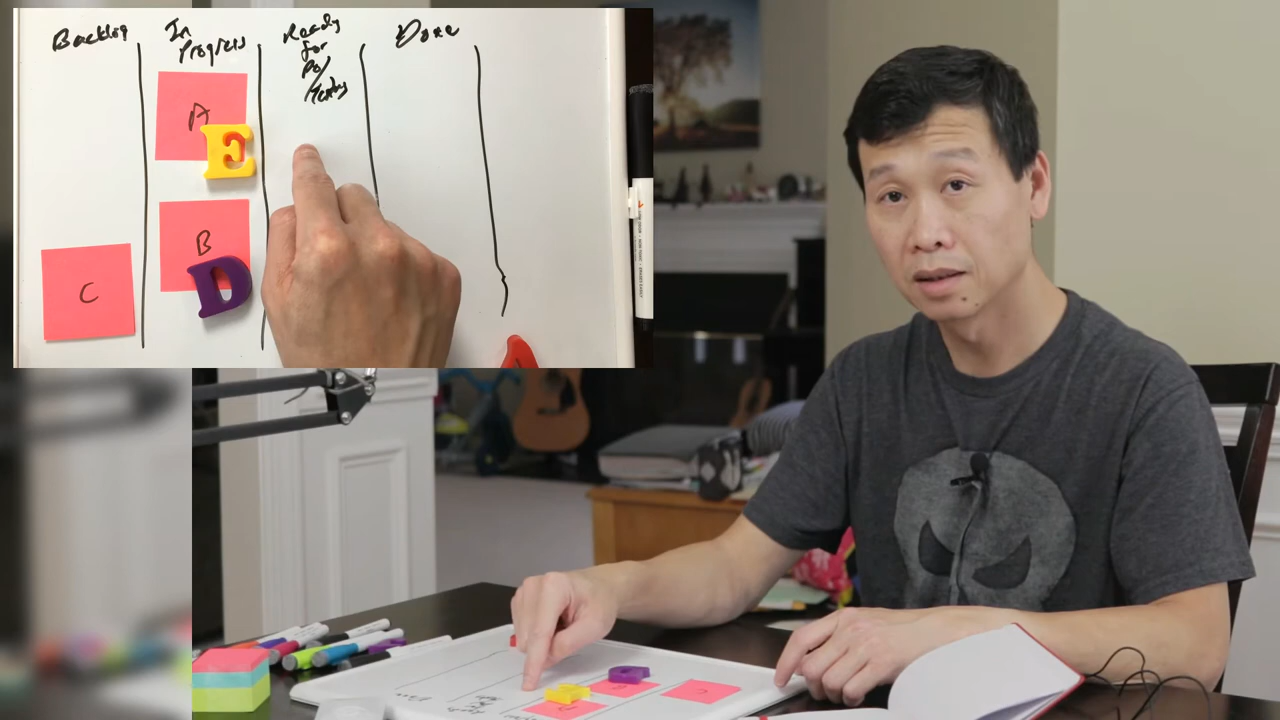 Backlog
In
Progress
Ready
for
PO/
Testing
Done
A
E
B
D
C